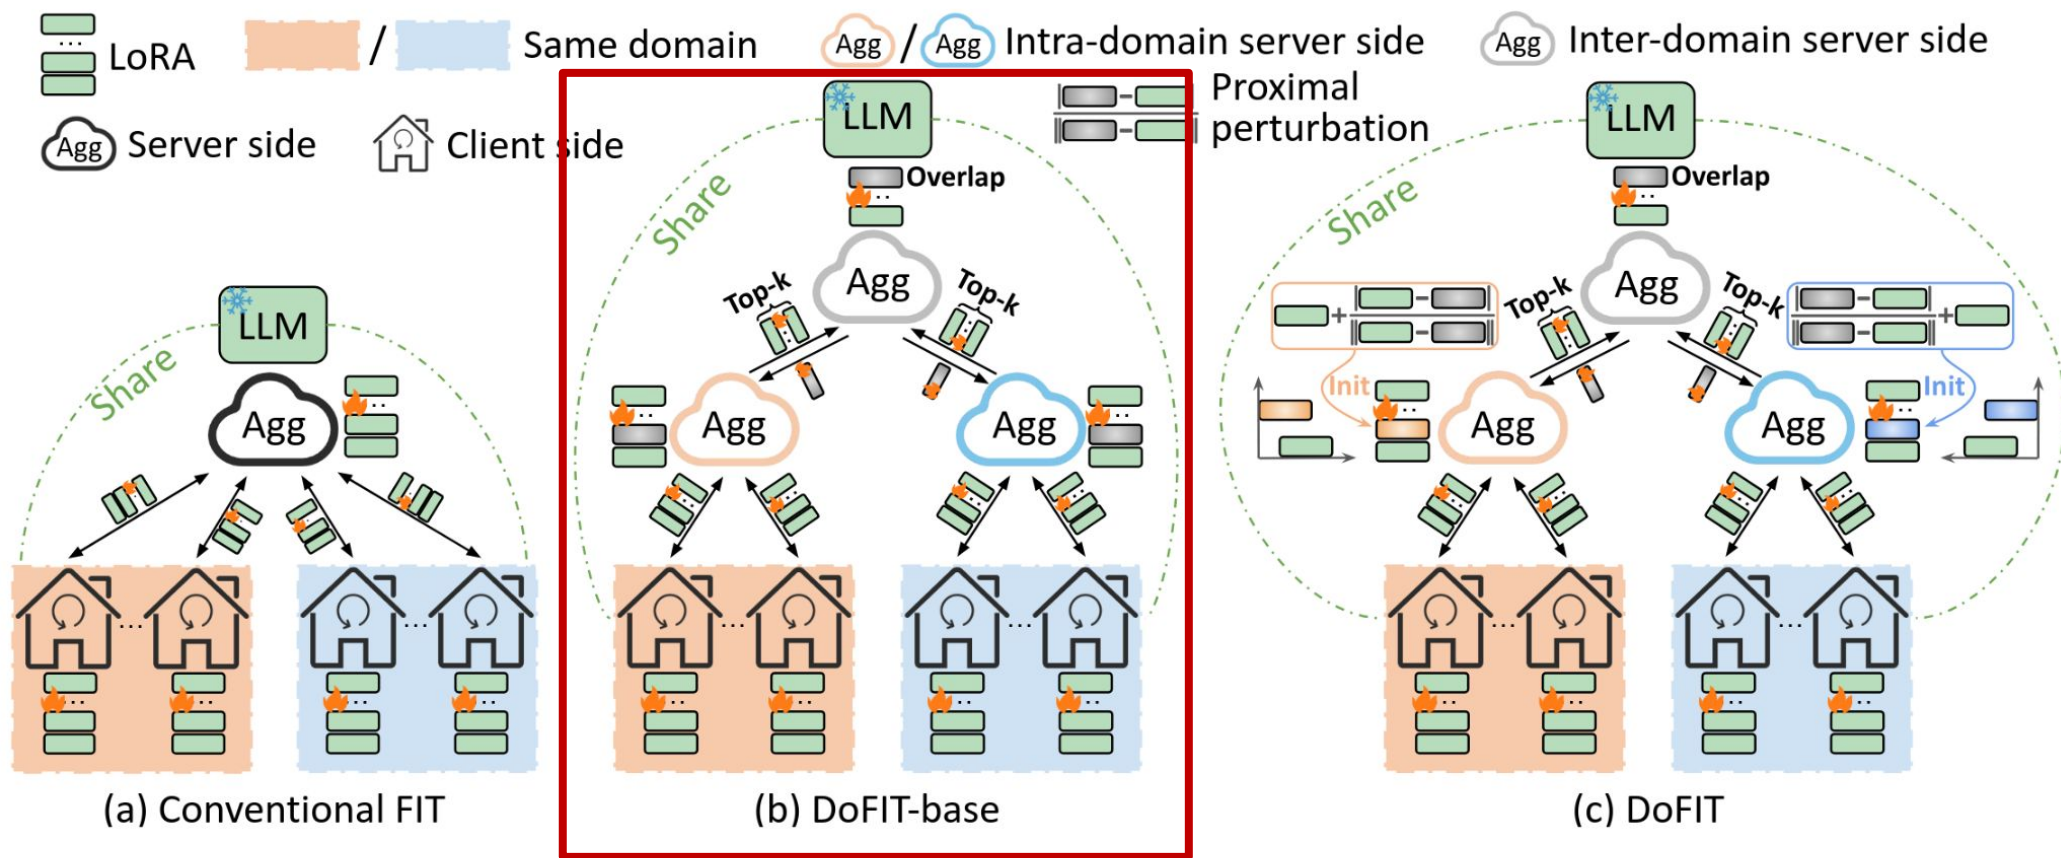 LoRA
...
/
Same domain
Agg / Agg
Intra-domain server side
Agg
Inter-domain server side
Agg
Server side
Client side
Proximal
perturbation
LLM
Share
Agg
...
...
(a) Conventional FIT
LLM
Overlap
Share
Agg
Top-k
Top-k
Agg
Agg
...
...
(b) DoFIT-base
LLM
Overlap
Share
Agg
Top-k
Top-k
+
+
Init
Init
Agg
Agg
...
...
(c) DoFIT